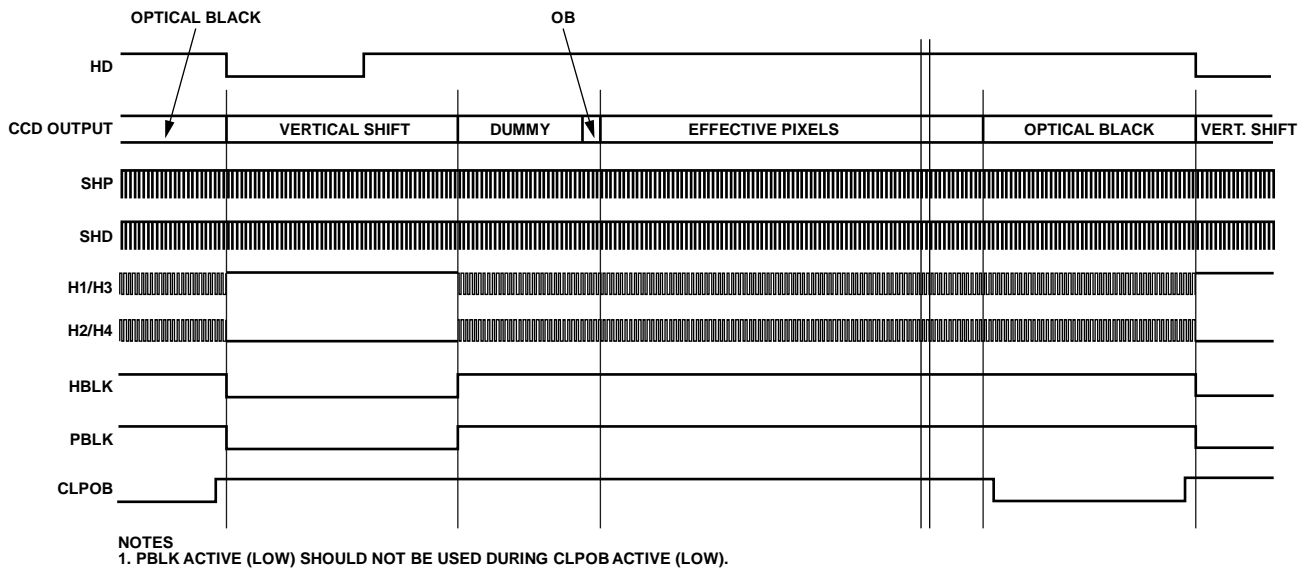 OPTICAL BLACK OB
HD
CCD OUTPUT VERTICAL SHIFT DUMMY EFFECTIVE PIXELS OPTICAL BLACK VERT. SHIFT
SHP
SHD
H1/H3
H2/H4
HBLK
PBLK
CLPOB
NOTES
1. PBLK ACTIVE (LOW) SHOULD NOT BE USED DURING CLPOB ACTIVE (LOW).